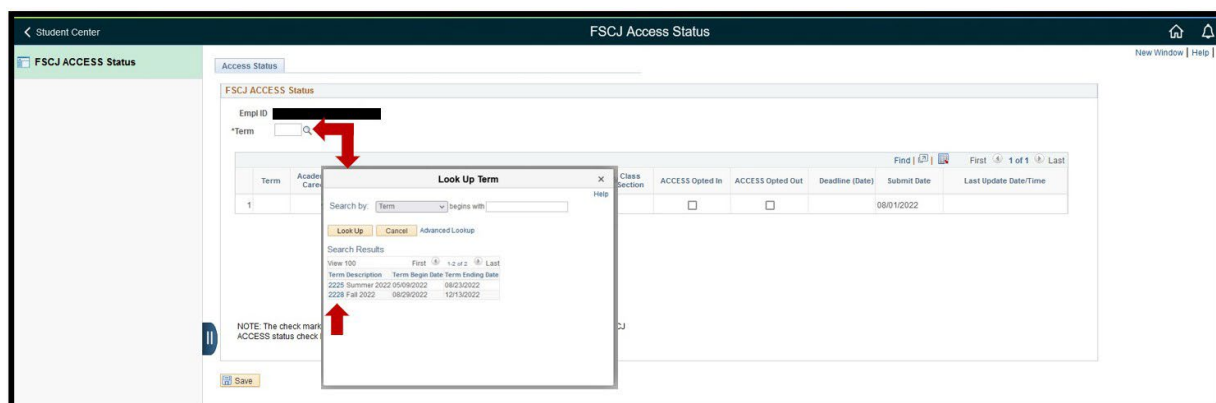 Student Center
FSCJ Access Status
New Window | Help |
FSCJ ACCESS Status
Access Status
FSCJ ACCESS Status
Empl ID
*Term
Find | First 1 of 1 Last
Term Class Section ACCESS Opted In ACCESS Opted Out Deadline (Date) Submit Date Last Update Date/Time
1 08/01/2022
Look Up Term ×
Help
Search by: Term begins with
Look Up Cancel Advanced Lookup
Search Results
View 100 First 1-2 of 2 Last
Term Description Term Begin Date Term Ending Date
2225 Summer 2022 05/09/2022 08/23/2022
2228 Fall 2022 08/29/2022 12/13/2022
NOTE: The check mark
ACCESS status check
Save